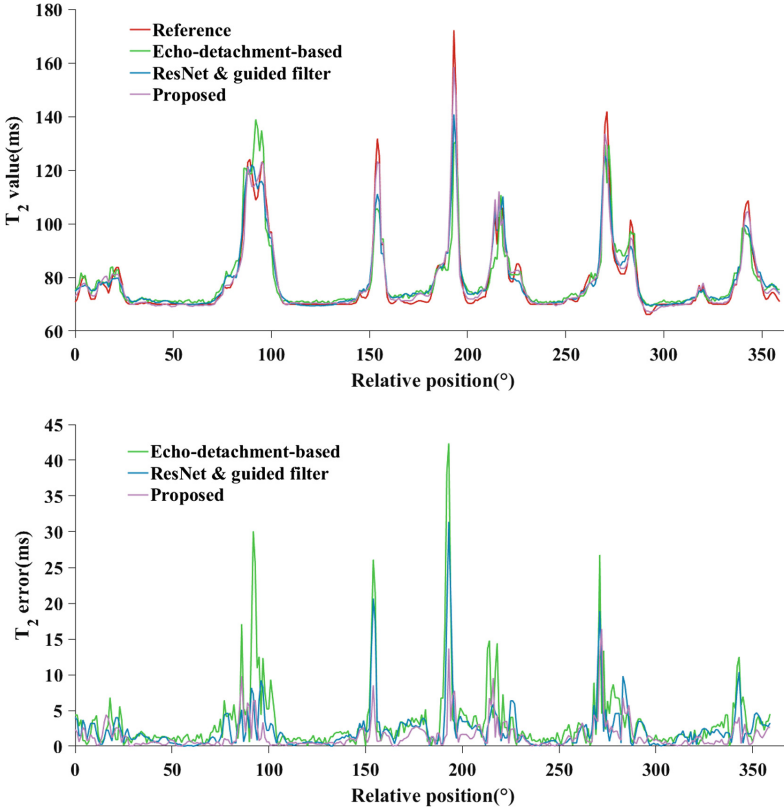 180
160
140
120
100
80
60
T2 value(ms)
Reference
Echo-detachment-based
ResNet & guided filter
Proposed
0 50 100 150 200 250 300 350
Relative position(°)
45
40
35
30
25
20
15
10
5
0
T2 error(ms)
Echo-detachment-based
ResNet & guided filter
Proposed
0 50 100 150 200 250 300 350
Relative position(°)